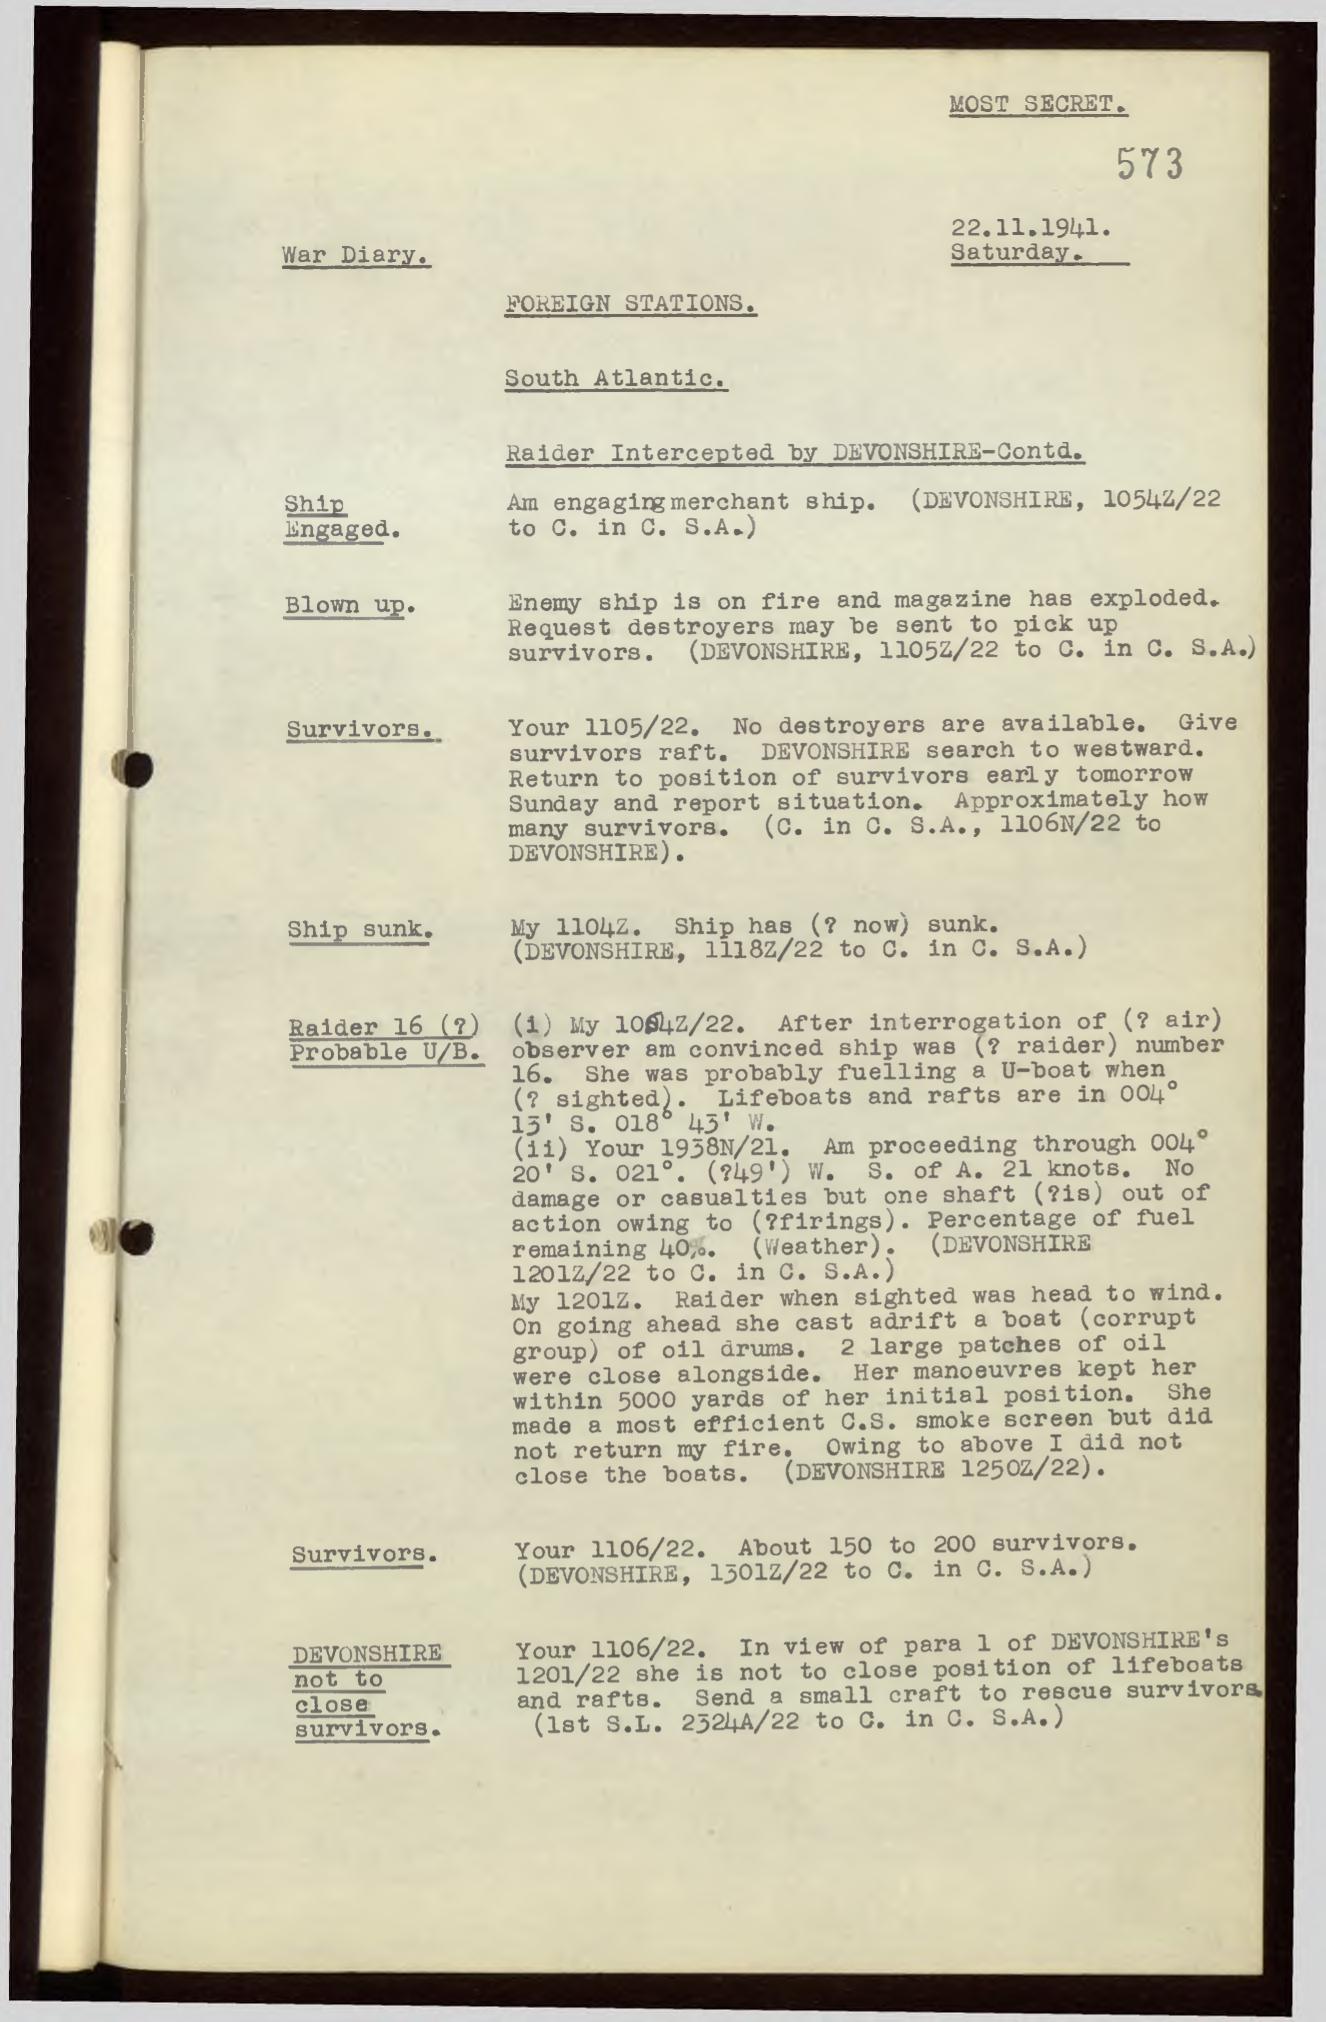 MOST SECRET.
573
22.11.1941.
War Diary.
Saturday.
FOREIGN STATIONS.
South Atlantic.
Raider Intercepted by DEVONSHIRE-Contd.
Ship
Engaged.
Am engaging merchant ship. (DEVONSHIRE, 1054Z/22
to C. in C. S.A.)
Blown up.
Enemy ship is on fire and magazine has exploded.
Request destroyers may be sent to pick up
survivors. (DEVONSHIRE, 1105Z/22 to C. in C. S.A.)
Survivors.
Your 1105/22. No destroyers are available. Give
survivors raft. DEVONSHIRE search to westward.
Return to position of survivors early tomorrow
Sunday and report situation. Approximately how
many survivors. (C. in C. S.A., 1106N/22 to
DEVONSHIRE).
Ship sunk.
My 1104Z. Ship has (? now) sunk.
(DEVONSHIRE, 1118Z/22 to C. in C. S.A.)
Raider 16 (?)
Probable U/B.
(i) My /22. After interrogation of (? air)
observer am convinced ship was (? raider) number
16. She was probably fuelling a U-boat when
(? sighted). Lifeboats and rafts are in 004°
13' S. 018° 43' W.
(ii) Your 1938N/21. Am proceeding through 004°
20' S. 021°. (?49') W. S. of A. 21 knots. No
damage or casualties but one shaft (?is) out of
action owing to (?firings). Percentage of fuel
remaining 40%. (Weather). (DEVONSHIRE
1201Z/22 to C. in C. S.A.)
My 1201Z. Raider when sighted was head to wind.
On going ahead she cast adrift a boat (corrupt
group) of oil drums. 2 large patches of oil
were close alongside. Her manoeuvres kept her
within 5000 yards of her initial position. She
made a most efficient C.S. smoke screen but did
not return my fire. Owing to above I did not
close the boats. (DEVONSHIRE 1250Z/22).
Survivors.
Your 1106/22. About 150 to 200 survivors.
(DEVONSHIRE, 1301Z/22 to C. in C. S.A.)
DEVONSHIRE
not to
close
survivors.
Your 1106/22. In view of para 1 of DEVONSHIRE's
1201/22 she is not to close position of lifeboats
and rafts. Send a small craft to rescue survivors.
(1st S.L. 2324A/22 to C. in C. S.A.)